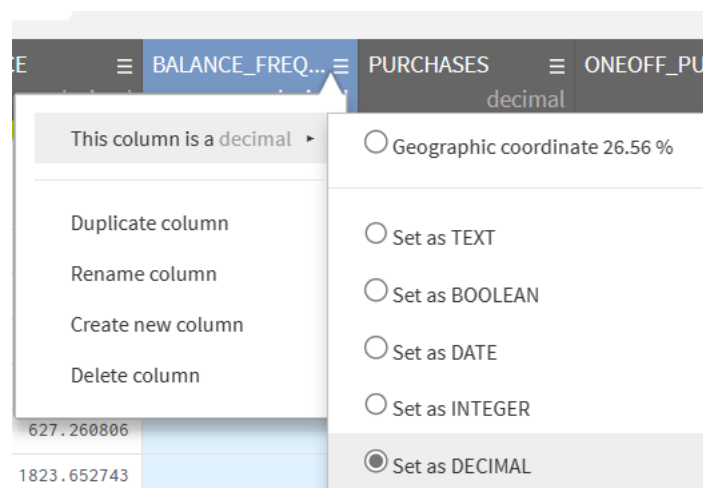 CE
BALANCE_FREQ...
PURCHASES
ONEOFF_PU
decimal
This column is a decimal
Duplicate column
Rename column
Create new column
Delete column
Geographic coordinate 26.56 %
Set as TEXT
Set as BOOLEAN
Set as DATE
Set as INTEGER
Set as DECIMAL
627.260806
1823.652743